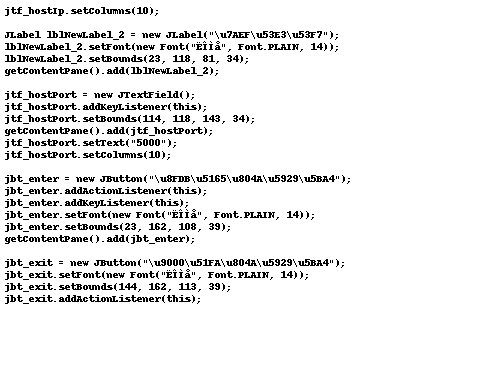 jtf_hostIp.setColumns(10);
JLabel lblNewLabel_2 = new JLabel("\u7AEF\u53E3\u53F7");
lblNewLabel_2.setFont(new Font("ËÎÌå", Font.PLAIN, 14));
lblNewLabel_2.setBounds(23, 118, 81, 34);
getContentPane().add(lblNewLabel_2);
jtf_hostPort = new JTextField();
jtf_hostPort.addKeyListener(this);
jtf_hostPort.setBounds(114, 118, 143, 34);
getContentPane().add(jtf_hostPort);
jtf_hostPort.setText("5000");
jtf_hostPort.setColumns(10);
jbt_enter = new JButton("\u8FDB\u5165\u804A\u5929\u5BA4");
jbt_enter.addActionListener(this);
jbt_enter.addKeyListener(this);
jbt_enter.setFont(new Font("ËÎÌå", Font.PLAIN, 14));
jbt_enter.setBounds(23, 162, 108, 39);
getContentPane().add(jbt_enter);
jbt_exit = new JButton("\u9000\u51FA\u804A\u5929\u5BA4");
jbt_exit.setFont(new Font("ËÎÌå", Font.PLAIN, 14));
jbt_exit.setBounds(144, 162, 113, 39);
jbt_exit.addActionListener(this);